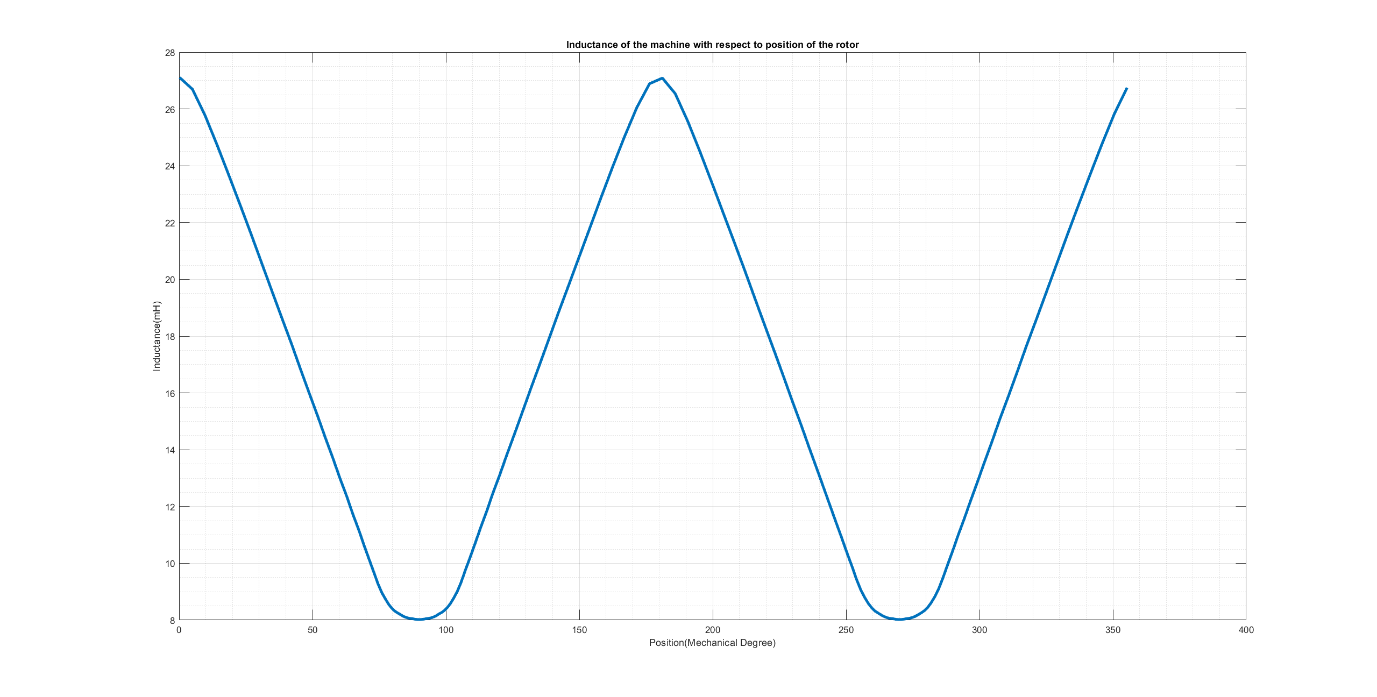 Inductance of the machine with respect to position of the rotor
28
26
24
22
20
18
16
14
12
10
8
Inductance(mH)
0 50 100 150 200 250 300 350 400
Position(Mechanical Degree)